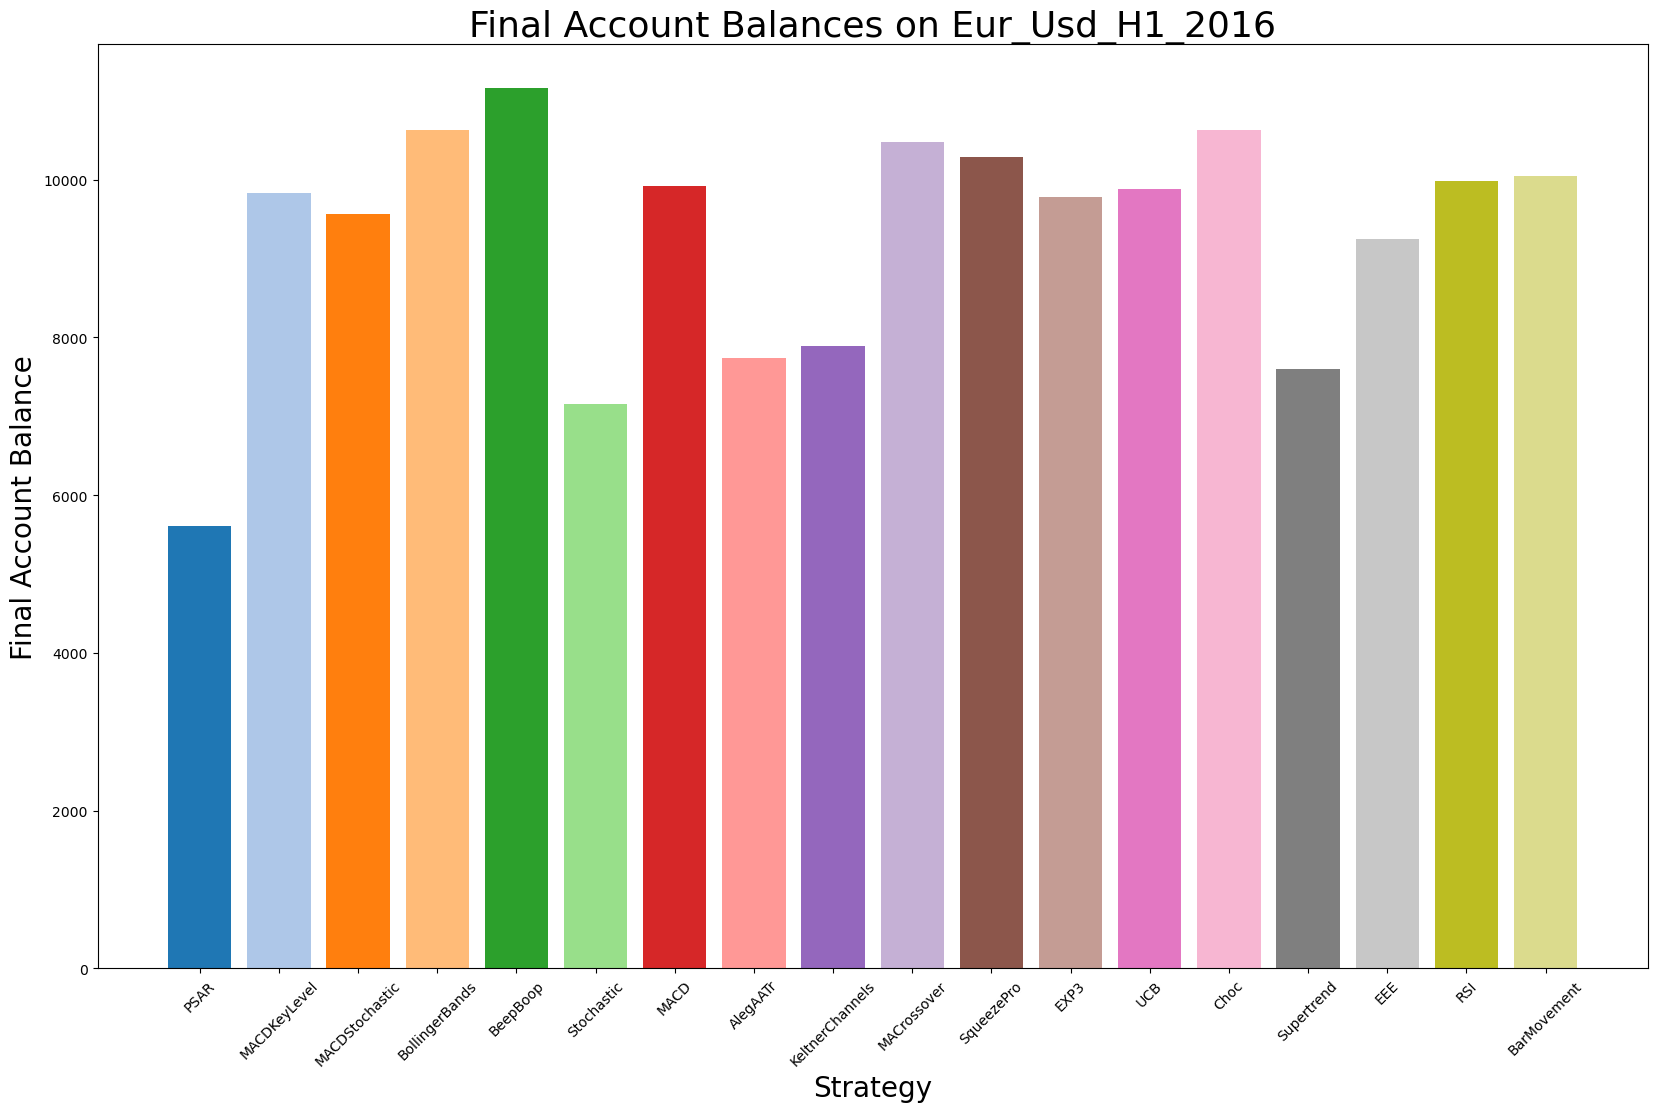 Final Account Balances on Eur_Usd_H1_2016
Final Account Balance
10000
8000
6000
4000
2000
0
PSAR
MACDKeyLevel
MACDStochastic
BollingerBands
BeepBoop
Stochastic
MACD
AlegAATr
KeltnerChannels
MACrossover
SqueezePro
EXP3
UCB
Choc
Supertrend
EEE
RSI
BarMovement
Strategy